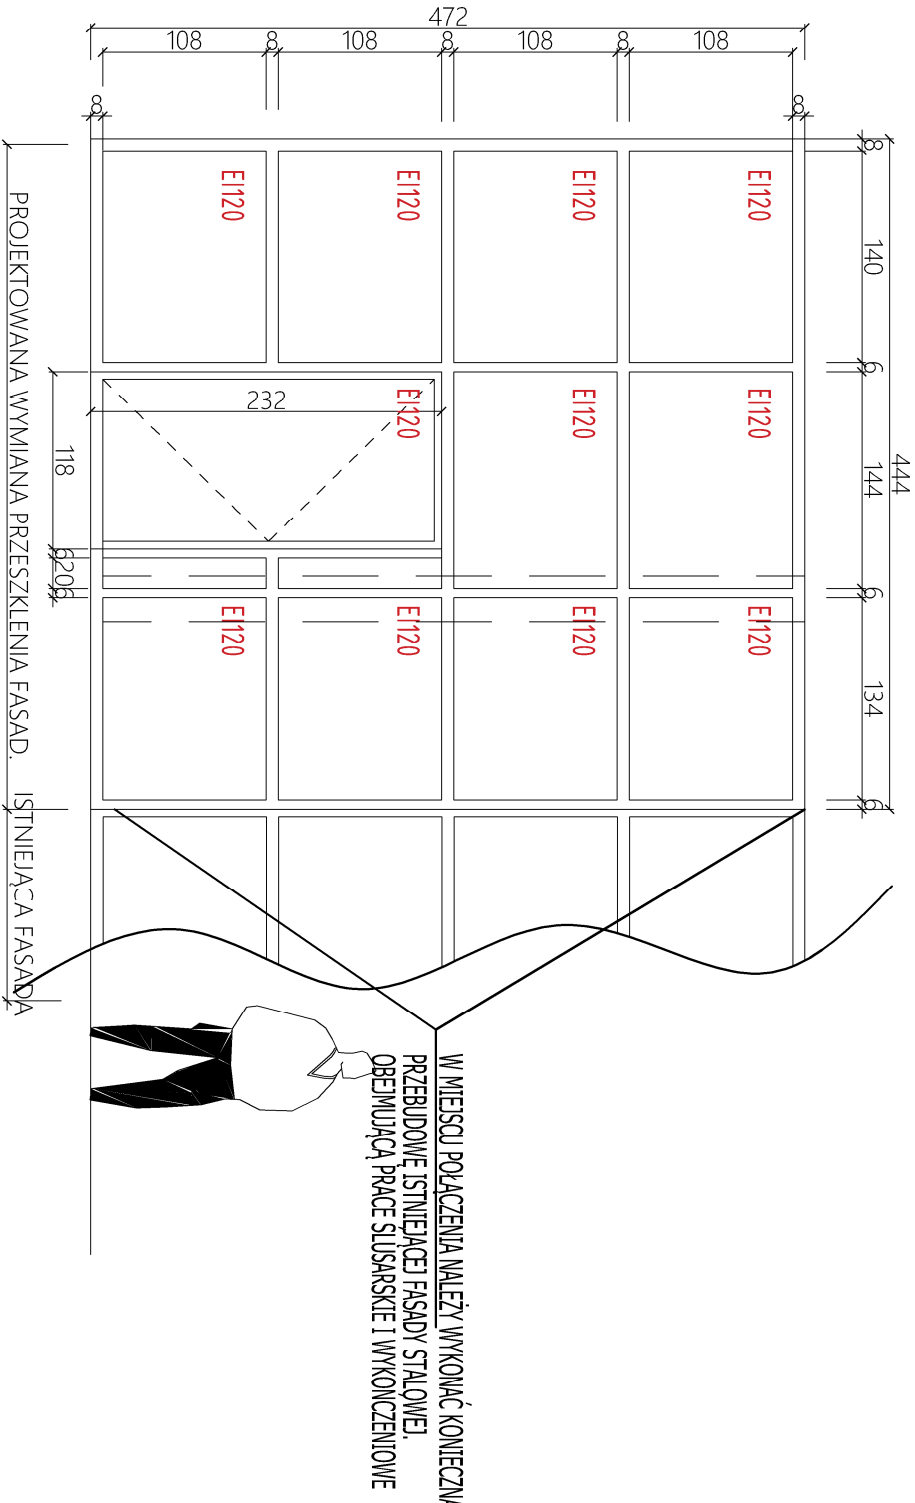 444
8 140 6 144 6 134 6
8
8
472
108 8 108 8 108 8 108
EI120 EI120 EI120
EI120 EI120 EI120
EI120 EI120 EI120
EI120 EI120
232
118 6 20 6
W MIEJSCU POŁĄCZENIA NALEŻY WYKONAĆ KONIECZNĄ
PRZEBUDOWĘ ISTNIEJĄCEJ FASADY STALOWEJ.
OBEJMUJĄCĄ PRACE SLUSARSKIE I WYKONCZENIOWE
PROJEKTOWANA WYMIANA PRZESZKLENIA FASAD.
ISTNIEJĄCA FASADA